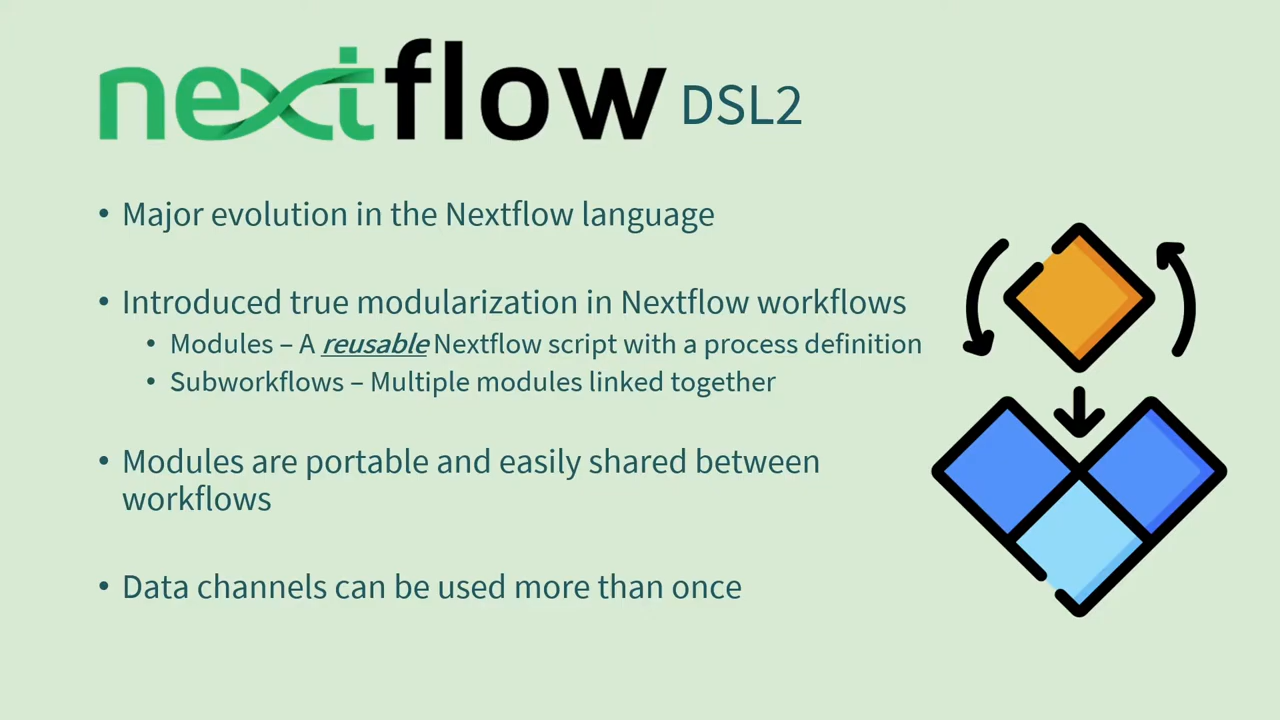 nextflow DSL2
• Major evolution in the Nextflow language
• Introduced true modularization in Nextflow workflows
• Modules – A reusable Nextflow script with a process definition
• Subworkflows – Multiple modules linked together
• Modules are portable and easily shared between
workflows
• Data channels can be used more than once